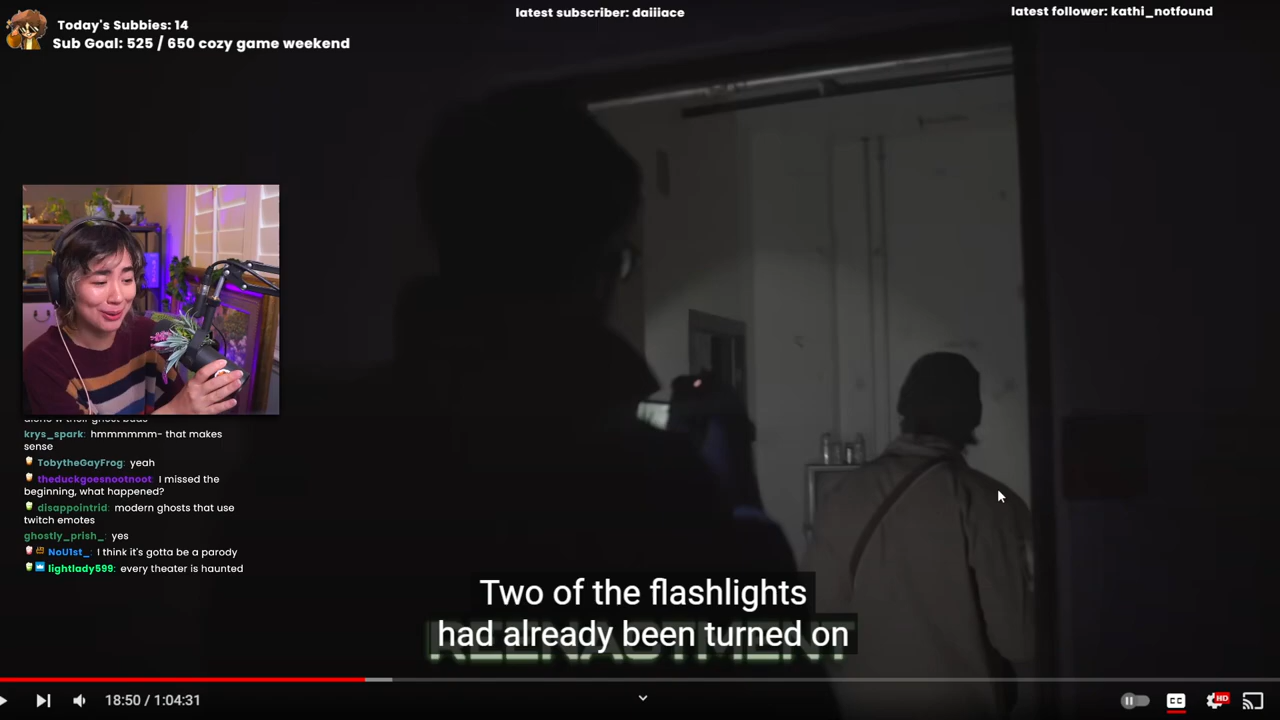 Today's Subbies: 14
Sub Goal: 525 / 650 cozy game weekend
latest subscriber: daiiiace
latest follower: kathi_notfound
krys_spark: hmmmmmm- that makes
sense
TobytheGayFrog: yeah
theduckgoesnootnoot: I missed the
beginning, what happened?
disappointrid: modern ghosts that use
twitch emotes
ghostly_prish_: yes
NoU1st_: I think it's gotta be a parody
lightlady599: every theater is haunted
Two of the flashlights
had already been turned on
REENACTMENT
18:50 / 1:04:31
CC
HD